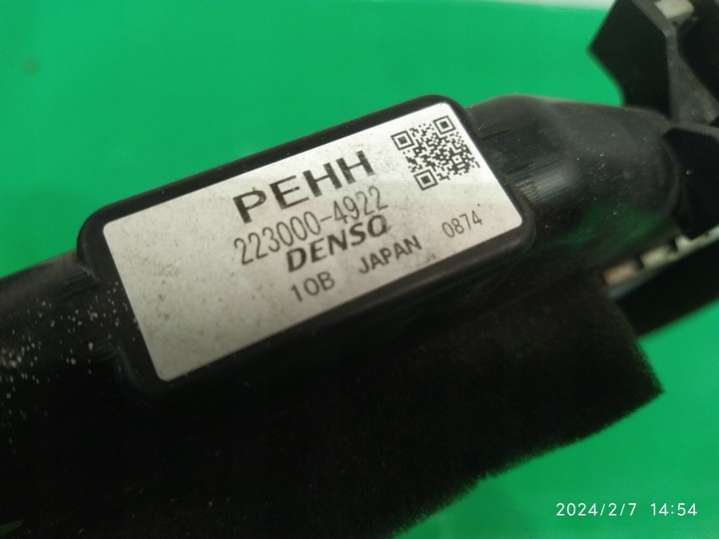 PEHH
223000-4922
DENSO
10B JAPAN 0874
2024/2/7 14:54